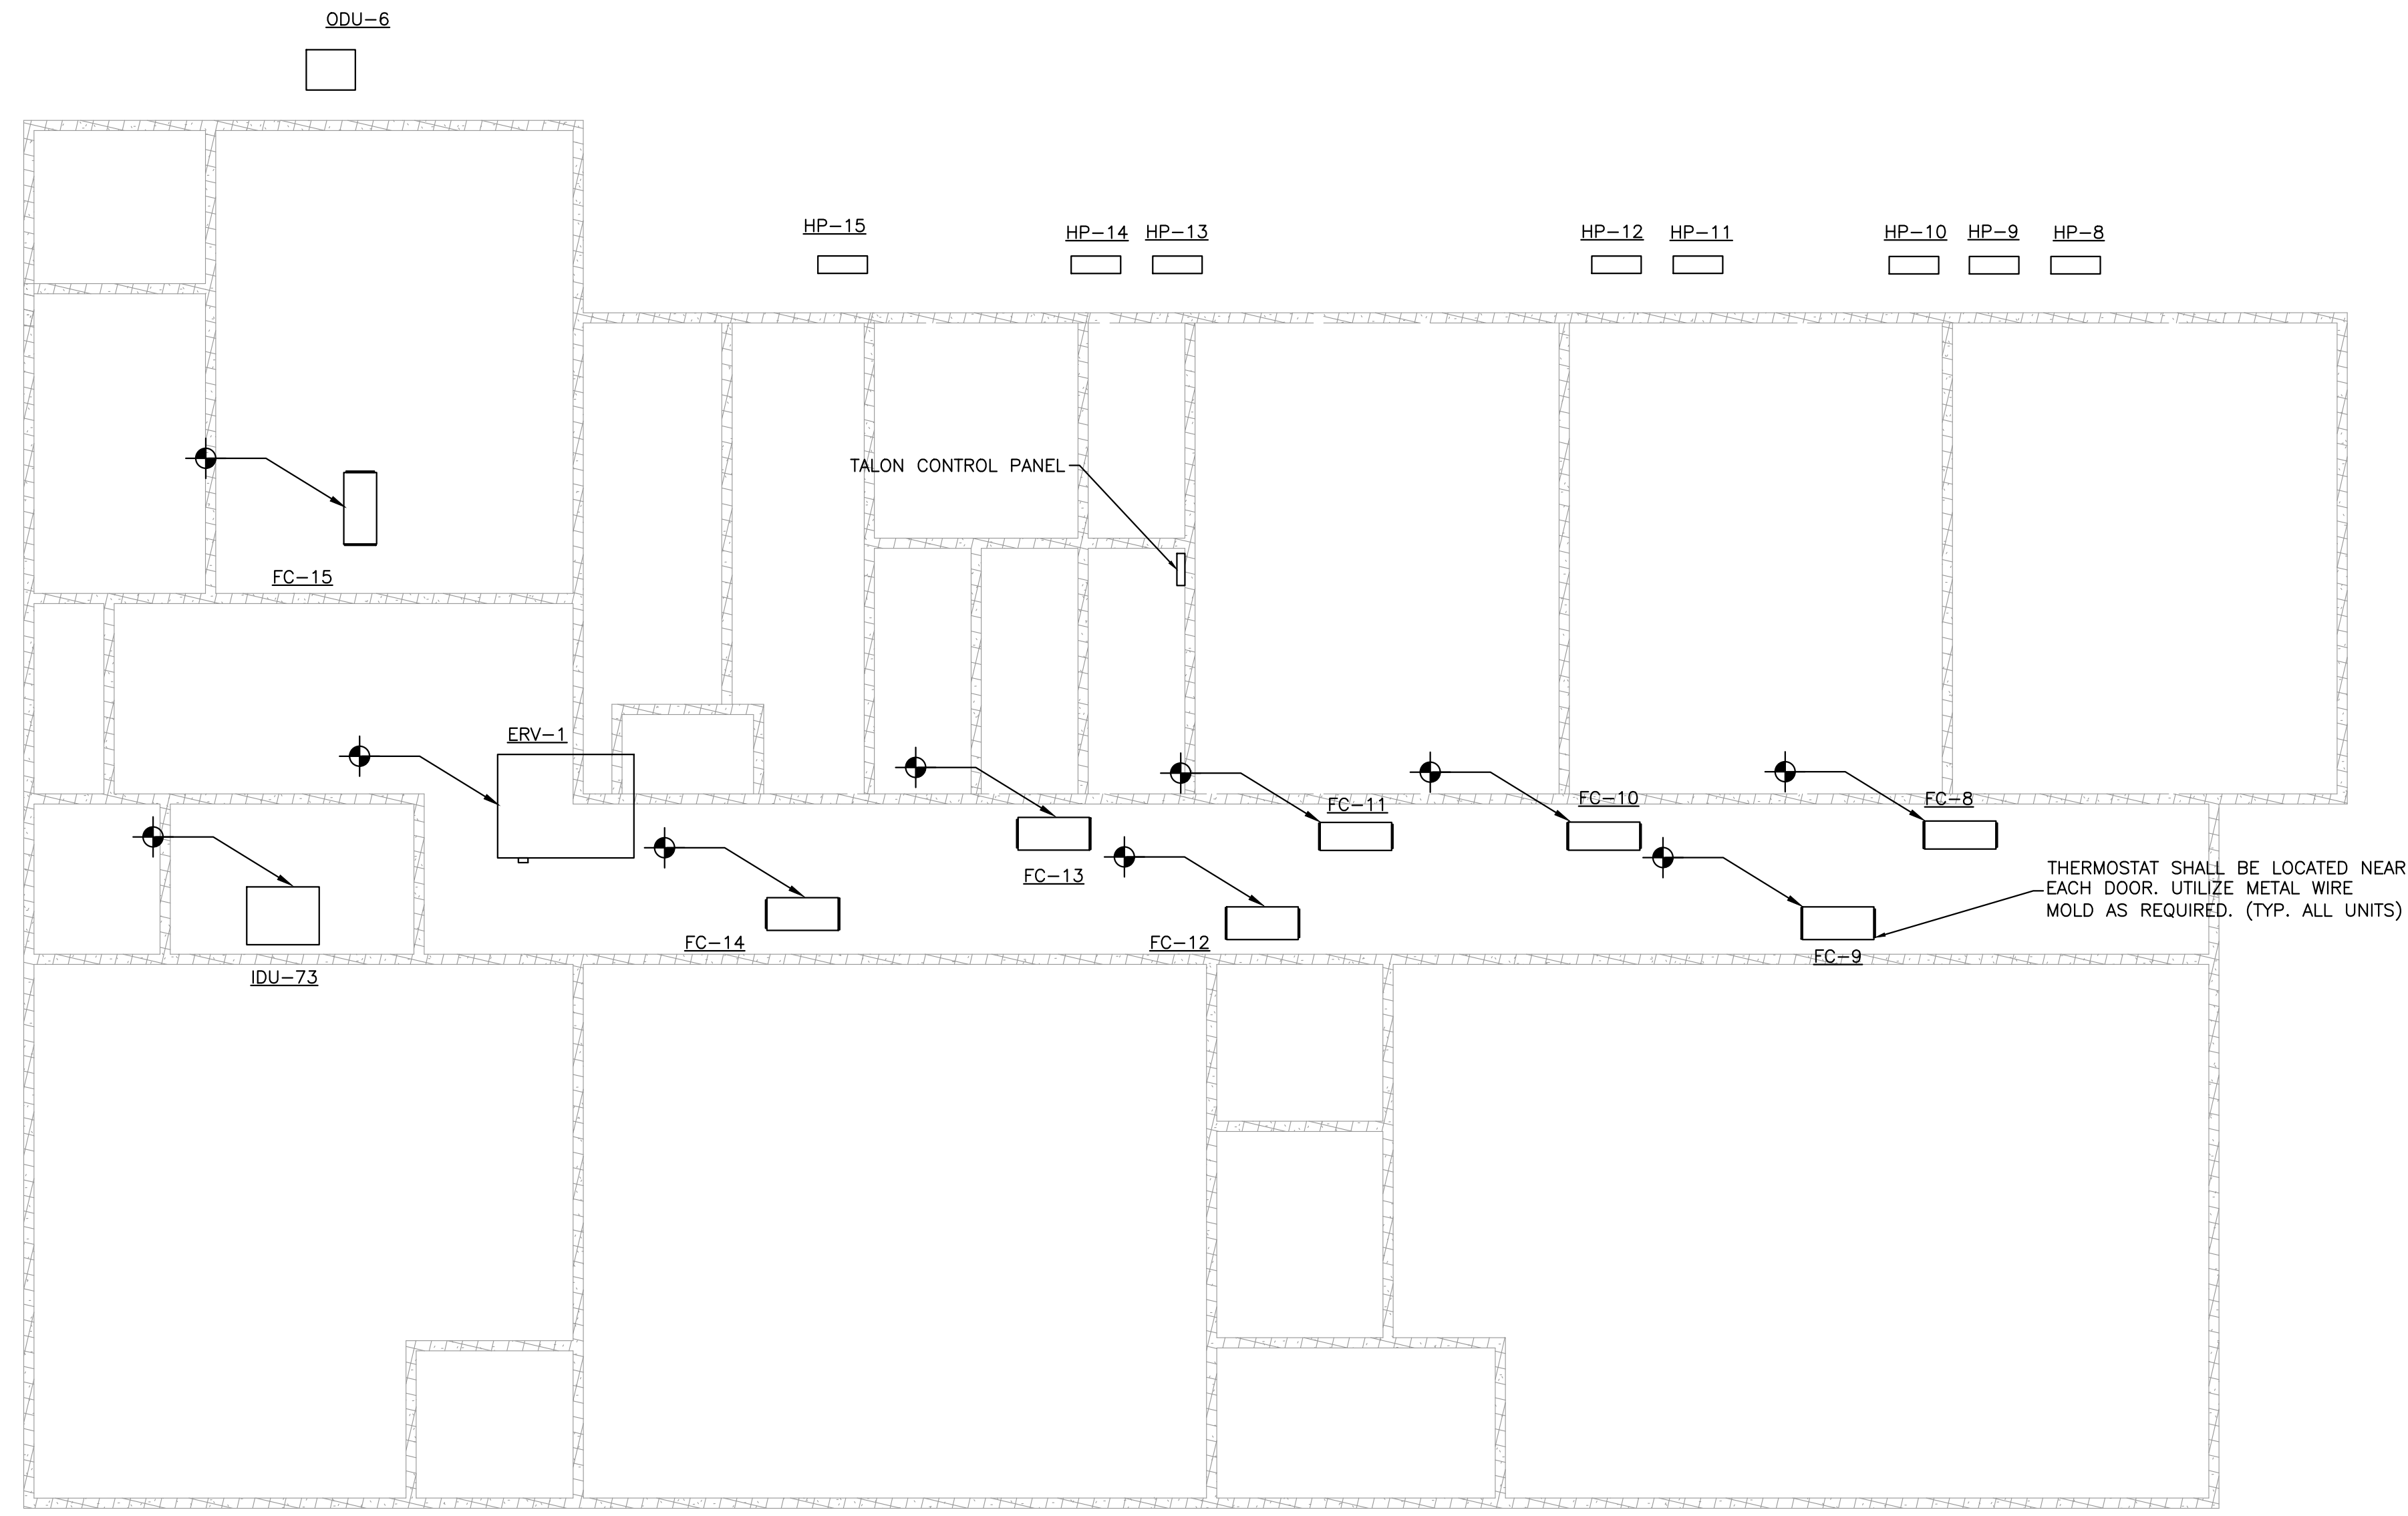 ODU-6
HP-15
HP-14
HP-13
HP-12
HP-11
HP-10
HP-9
HP-8
TALON CONTROL PANEL
FC-15
ERV-1
FC-11
FC-10
FC-8
FC-13
THERMOSTAT SHALL BE LOCATED NEAR
EACH DOOR. UTILIZE METAL WIRE
MOLD AS REQUIRED. (TYP. ALL UNITS)
FC-14
FC-12
FC-9
IDU-73